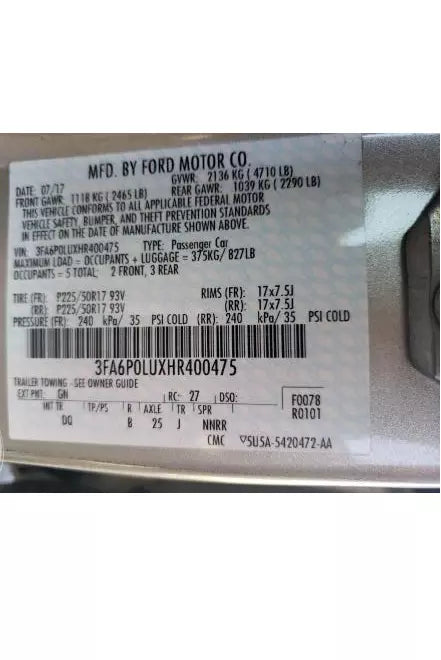 MFD. BY FORD MOTOR CO.
DATE: 07/17 GVWR: 2136 KG ( 4710 LB)
FRONT GAWR: 1118 KG ( 2465 LB) REAR GAWR: 1039 KG ( 2290 LB)
THIS VEHICLE CONFORMS TO ALL APPLICABLE FEDERAL MOTOR
VEHICLE SAFETY, BUMPER, AND THEFT PREVENTION STANDARDS
IN EFFECT ON THE DATE OF MANUFACTURE SHOWN ABOVE.
VIN: 3FA6P0LUXHR400475 TYPE: Passenger Car
MAXIMUM LOAD = OCCUPANTS + LUGGAGE = 375KG/ 827LB
OCCUPANTS = 5 TOTAL: 2 FRONT, 3 REAR
TIRE (FR): P225/50R17 93V RIMS (FR): 17x7.5J
(RR): P225/50R17 93V (RR): 17x7.5J
PRESSURE (FR): 240 kPa/ 35 PSI COLD (RR): 240 kPa/ 35 PSI COLD
3FA6P0LUXHR400475
TRAILER TOWING - SEE OWNER GUIDE
EXT PNT: GN RC: 27 DSO: F0078
INT TR TP/PS R AXLE TR SPR R0101
DQ B 25 J NNRR
CMC ▽5U5A-5420472-AA